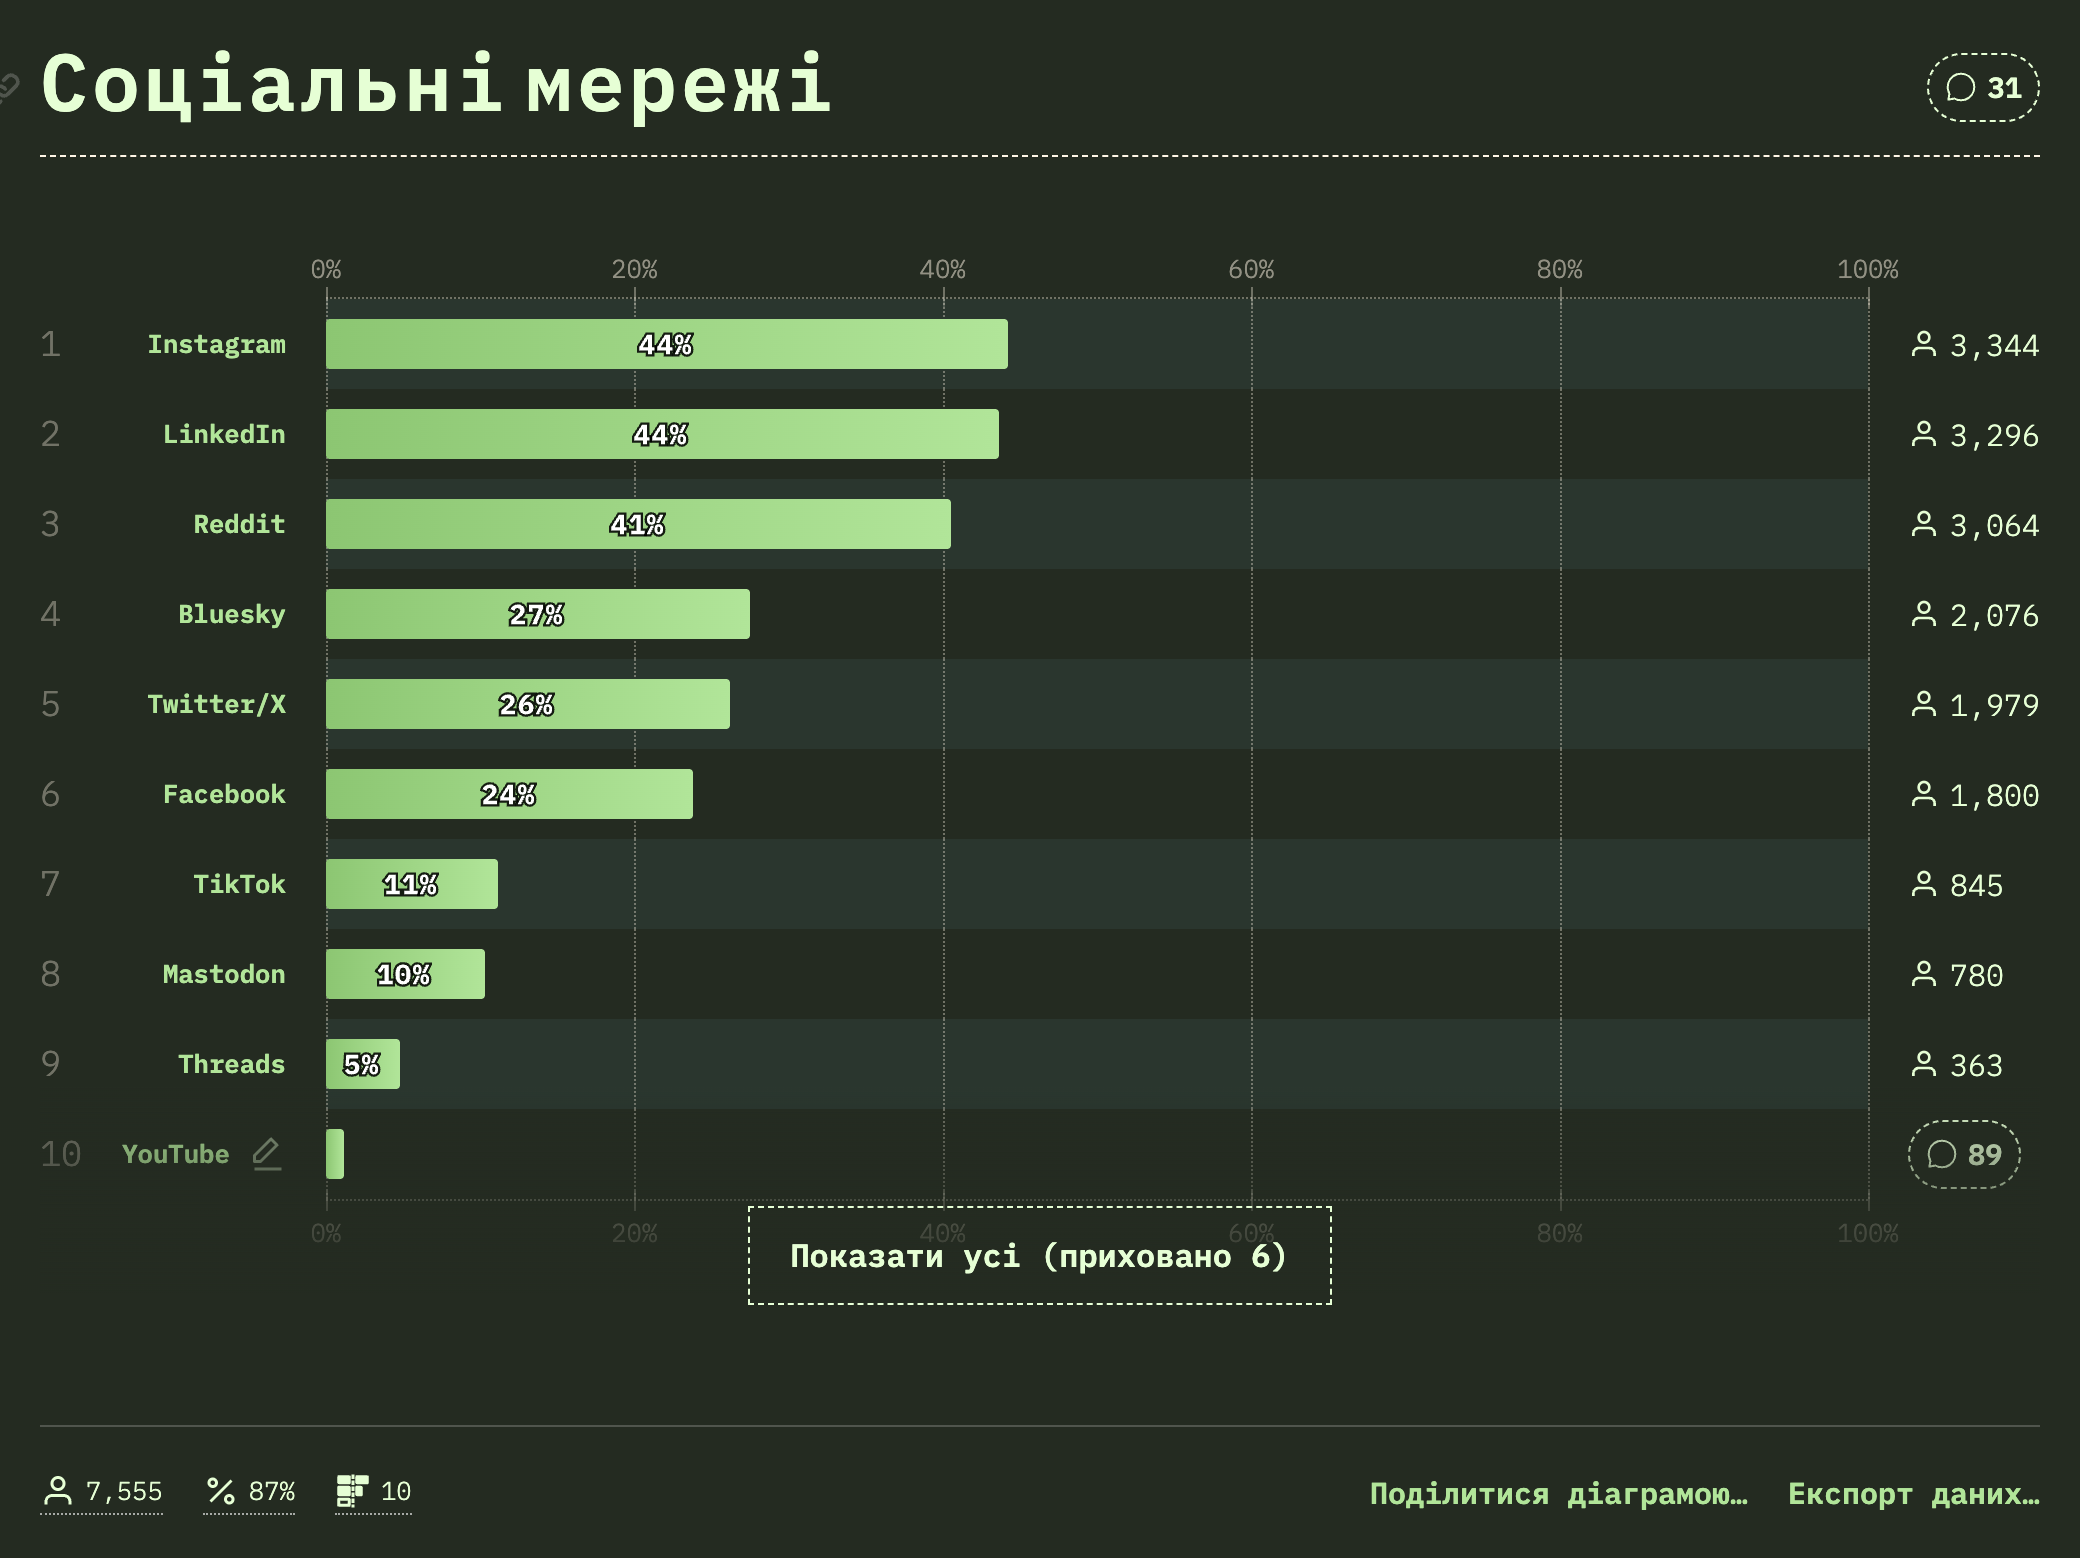 Соціальні мережі
31
0% 20% 40% 60% 80% 100%
1 Instagram 44% 3,344
2 LinkedIn 44% 3,296
3 Reddit 41% 3,064
4 Bluesky 27% 2,076
5 Twitter/X 26% 1,979
6 Facebook 24% 1,800
7 TikTok 11% 845
8 Mastodon 10% 780
9 Threads 5% 363
10 YouTube 89
0% 20% 40% 60% 80% 100%
Показати усі (приховано 6)
7,555 87% 10 Поділитися діаграмою… Експорт даних…